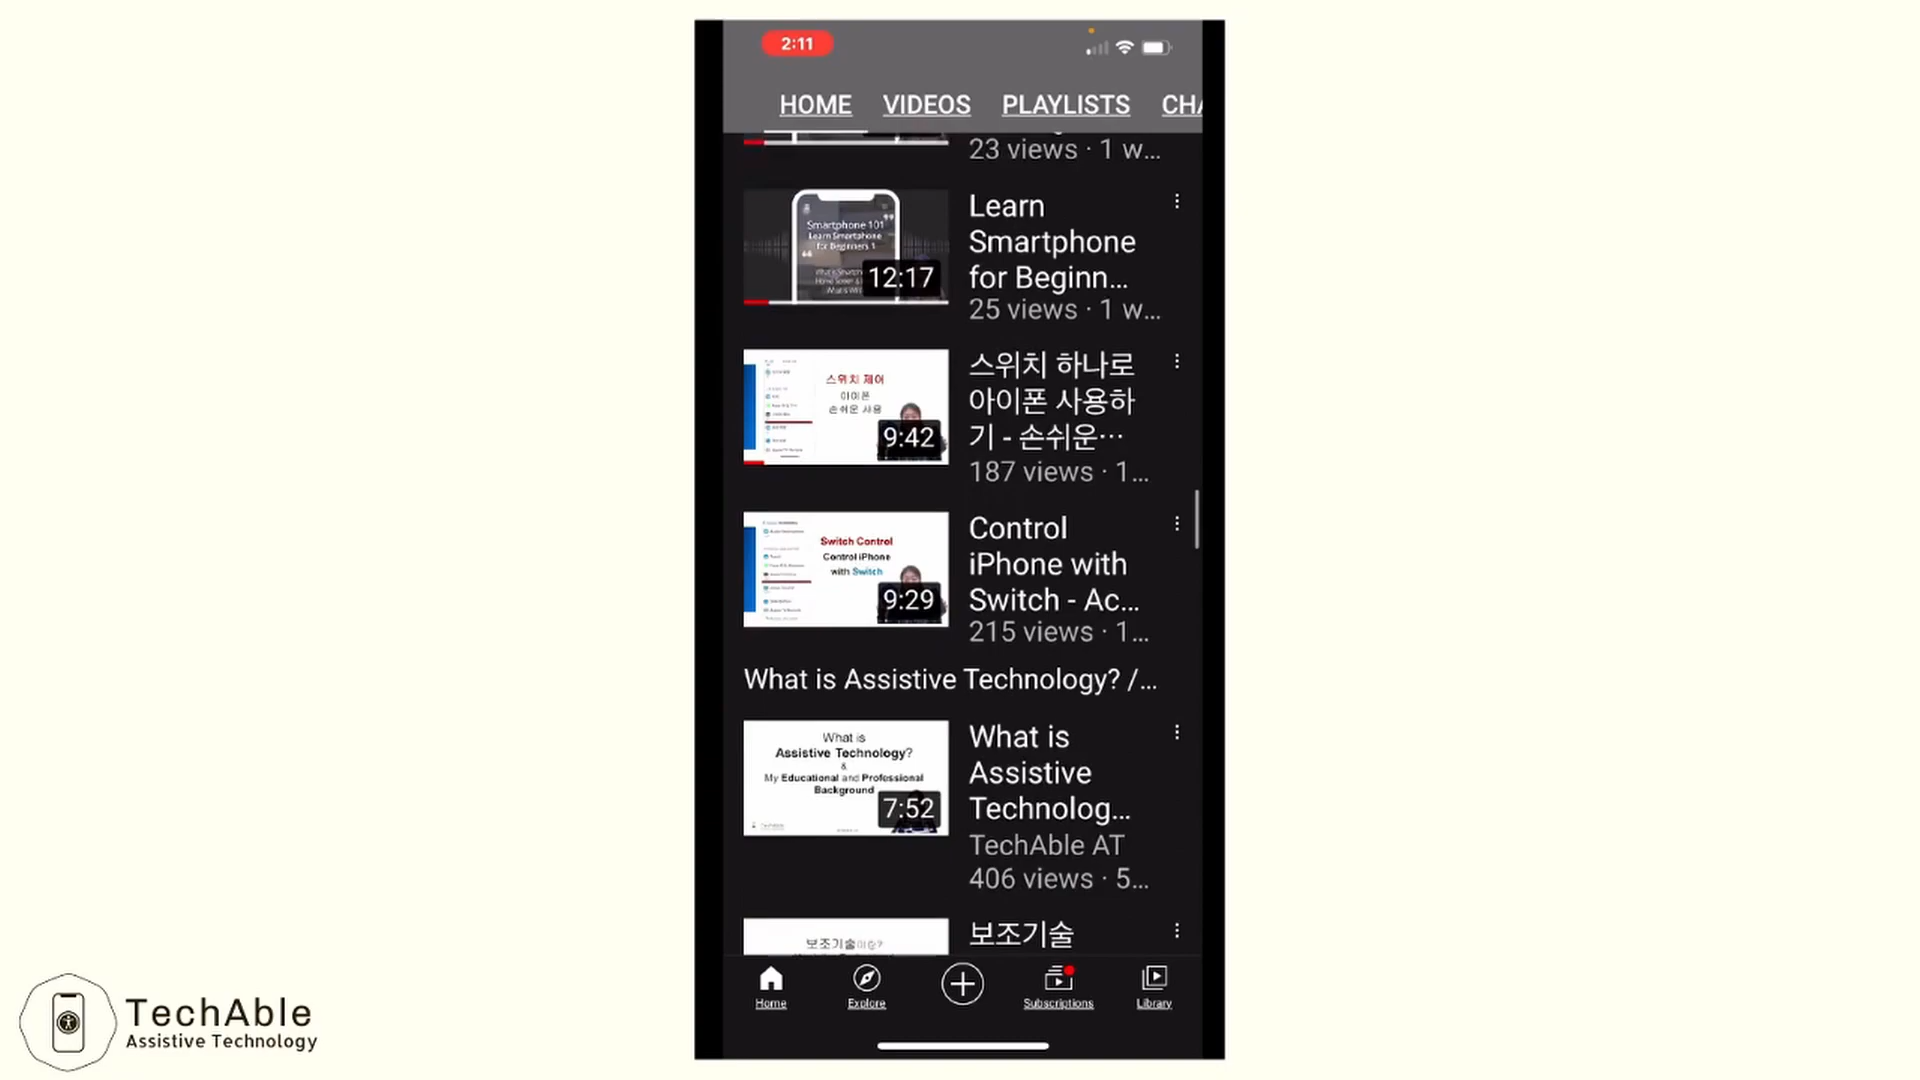 2:11
HOME VIDEOS PLAYLISTS CHA
23 views · 1 w...
Smartphone 101
Learn Smartphone
for Beginners 1
12:17
Learn
Smartphone
for Beginn...
25 views · 1 w...
스위치 제어
아이폰
손쉬운 사용
9:42
스위치 하나로
아이폰 사용하
기 - 손쉬운...
187 views · 1...
Switch Control
Control iPhone
with Switch
9:29
Control
iPhone with
Switch - Ac...
215 views · 1...
What is Assistive Technology? /...
What is
Assistive Technology?
&
My Educational and Professional
Background
7:52
What is
Assistive
Technolog...
TechAble AT
406 views · 5...
보조기술이란?
보조기술
Home Explore Subscriptions Library
TechAble
Assistive Technology